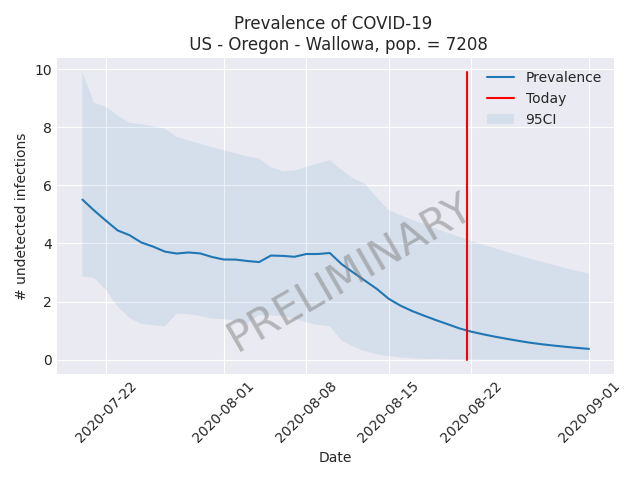 Prevalence of COVID-19
US - Oregon - Wallowa, pop. = 7208
# undetected infections
10
8
6
4
2
0
Prevalence
Today
95CI
PRELIMINARY
2020-07-22
2020-08-01
2020-08-08
2020-08-15
2020-08-22
2020-09-01
Date